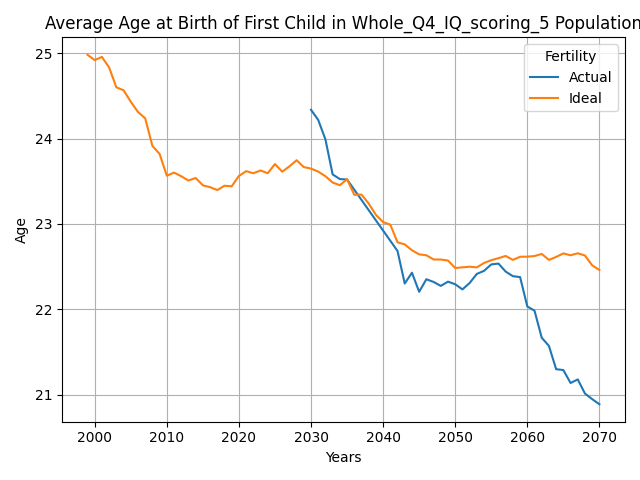 Average Age at Birth of First Child in Whole_Q4_IQ_scoring_5 Population
Fertility
Actual
Ideal
25
24
23
22
21
Age
2000 2010 2020 2030 2040 2050 2060 2070
Years